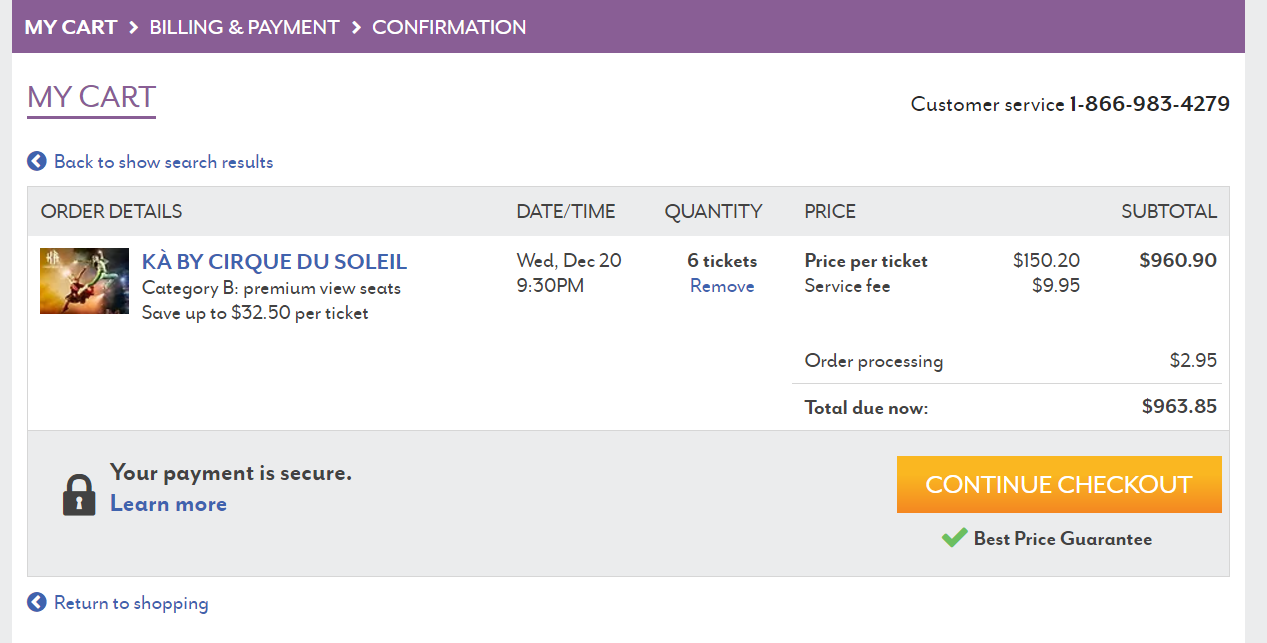 MY CART > BILLING & PAYMENT > CONFIRMATION
MY CART
Customer service 1-866-983-4279
Back to show search results
ORDER DETAILS DATE/TIME QUANTITY PRICE SUBTOTAL
KÀ BY CIRQUE DU SOLEIL Wed, Dec 20 6 tickets Price per ticket $150.20 $960.90
Category B: premium view seats 9:30PM Remove Service fee $9.95
Save up to $32.50 per ticket
Order processing $2.95
Total due now: $963.85
Your payment is secure.
Learn more
CONTINUE CHECKOUT
Best Price Guarantee
Return to shopping